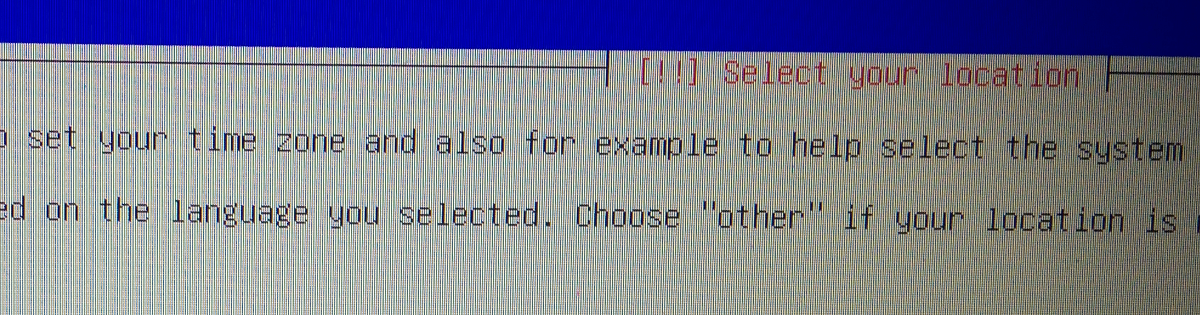 [!!] Select your location
set your time zone and also for example to help select the system
on the language you selected. Choose "other" if your location is